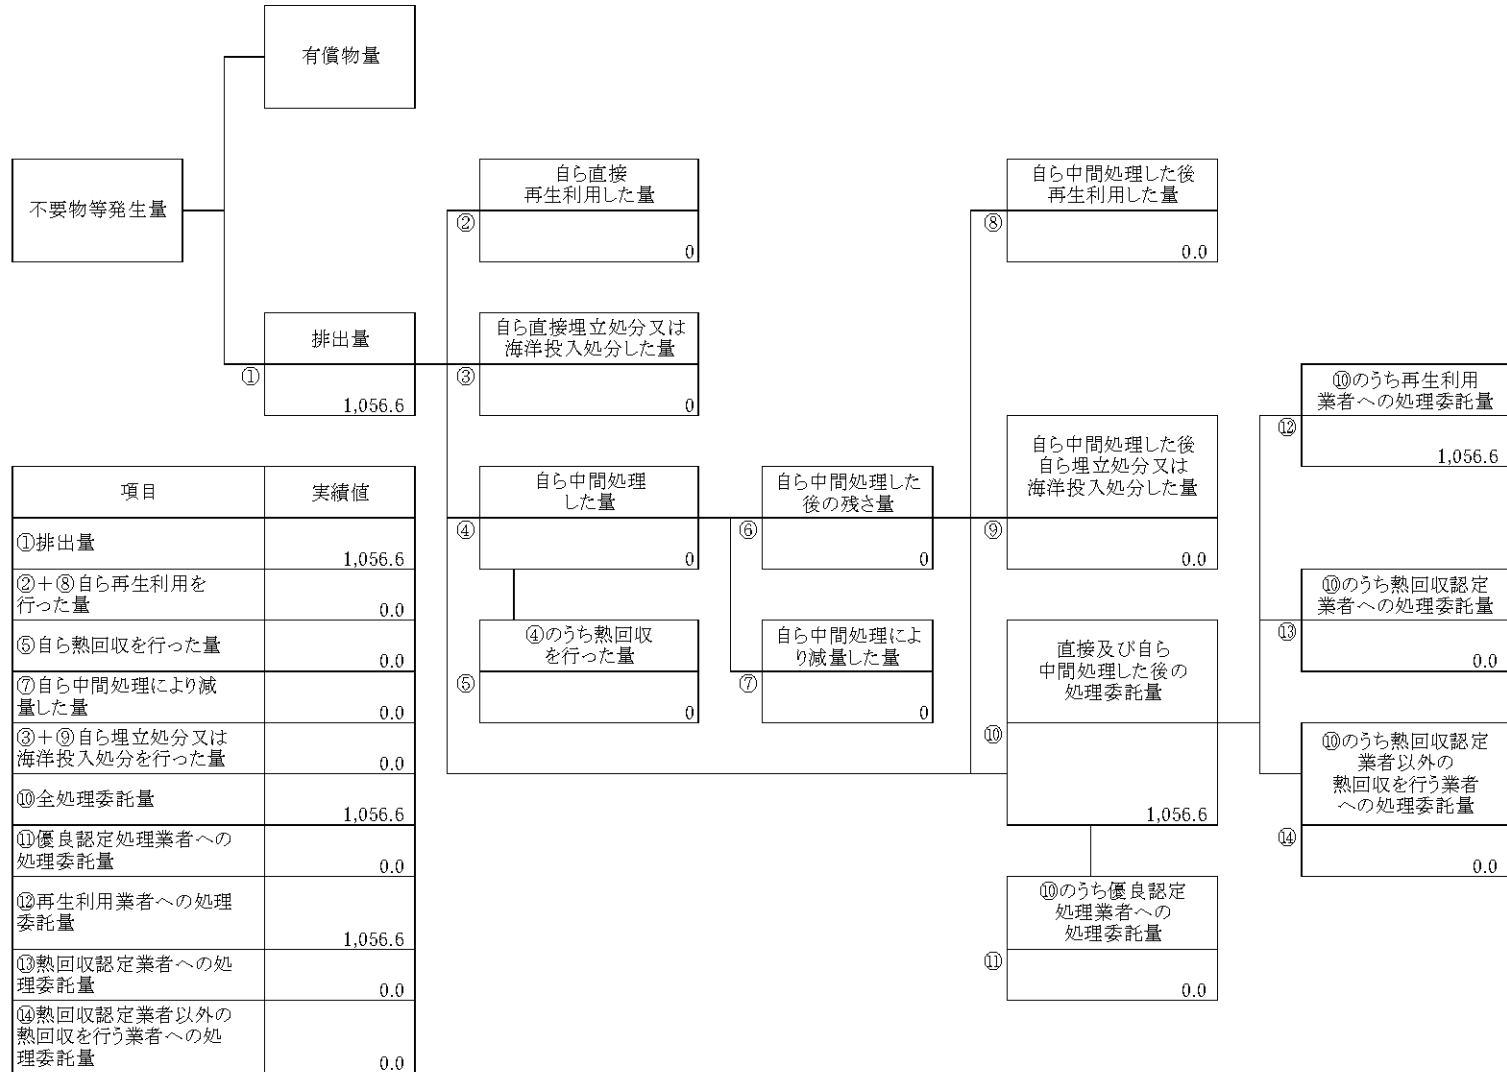 有償物量
不要物等発生量
自ら直接
再生利用した量
②
0
自ら中間処理した後
再生利用した量
⑧
0.0
排出量
①
1,056.6
自ら直接埋立処分又は
海洋投入処分した量
③
0
⑩のうち再生利用
業者への処理委託量
⑫
1,056.6
自ら中間処理
した量
④
0
自ら中間処理した
後の残さ量
⑥
0
自ら中間処理した後
自ら埋立処分又は
海洋投入処分した量
⑨
0.0
⑩のうち熱回収認定
業者への処理委託量
⑬
0.0
④のうち熱回収
を行った量
⑤
0
自ら中間処理によ
り減量した量
⑦
0
直接及び自ら
中間処理した後の
処理委託量
⑩
1,056.6
⑩のうち熱回収認定
業者以外の
熱回収を行う業者
への処理委託量
⑭
0.0
⑩のうち優良認定
処理業者への
処理委託量
⑪
0.0
項目 実績値
①排出量
1,056.6
②+⑧自ら再生利用を
行った量 0.0
⑤自ら熱回収を行った量
0.0
⑦自ら中間処理により減
量した量 0.0
③+⑨自ら埋立処分又は
海洋投入処分を行った量 0.0
⑩全処理委託量
1,056.6
⑪優良認定処理業者への
処理委託量 0.0
⑫再生利用業者への処理
委託量
1,056.6
⑬熱回収認定業者への処
理委託量 0.0
⑭熱回収認定業者以外の
熱回収を行う業者への処
理委託量 0.0